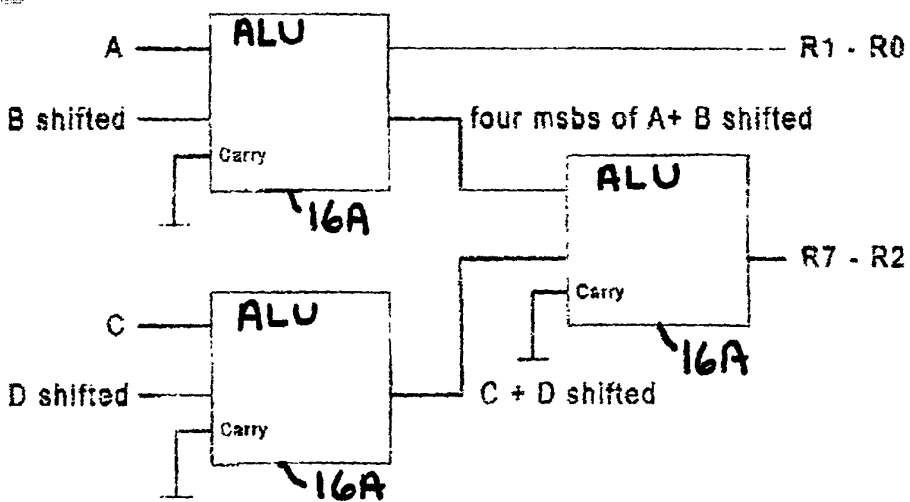 ALU
A
R1 - R0
B shifted
four msbs of A+ B shifted
Carry
ALU
16A
R7 - R2
Carry
ALU
C
16A
D shifted
C + D shifted
Carry
16A